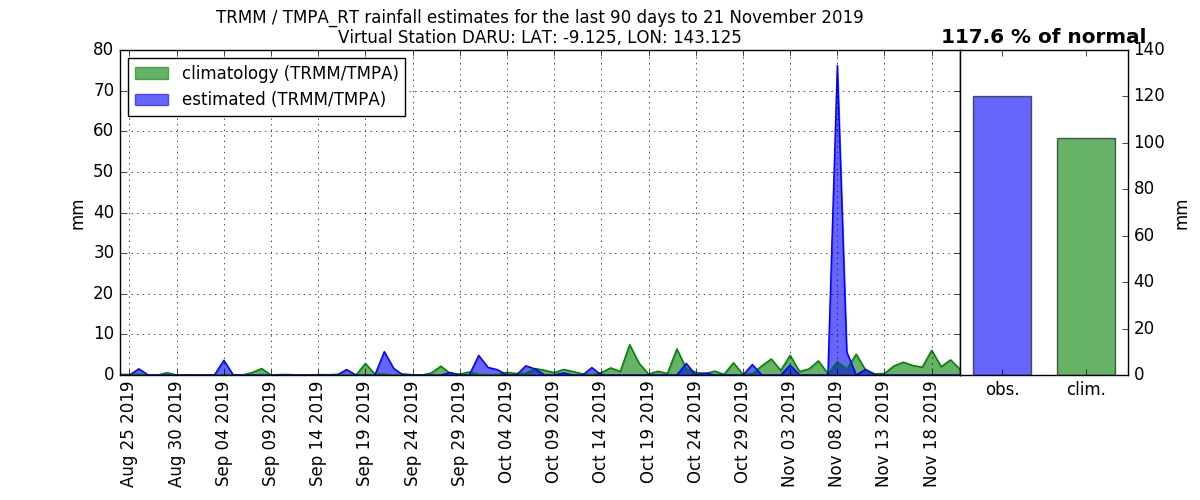 TRMM / TMPA_RT rainfall estimates for the last 90 days to 21 November 2019
Virtual Station DARU: LAT: -9.125, LON: 143.125
117.6 % of normal
climatology (TRMM/TMPA)
estimated (TRMM/TMPA)
80
70
60
50
40
30
20
10
0
mm
Aug 25 2019
Aug 30 2019
Sep 04 2019
Sep 09 2019
Sep 14 2019
Sep 19 2019
Sep 24 2019
Sep 29 2019
Oct 04 2019
Oct 09 2019
Oct 14 2019
Oct 19 2019
Oct 24 2019
Oct 29 2019
Nov 03 2019
Nov 08 2019
Nov 13 2019
Nov 18 2019
140
120
100
80
60
40
20
0
mm
obs.
clim.